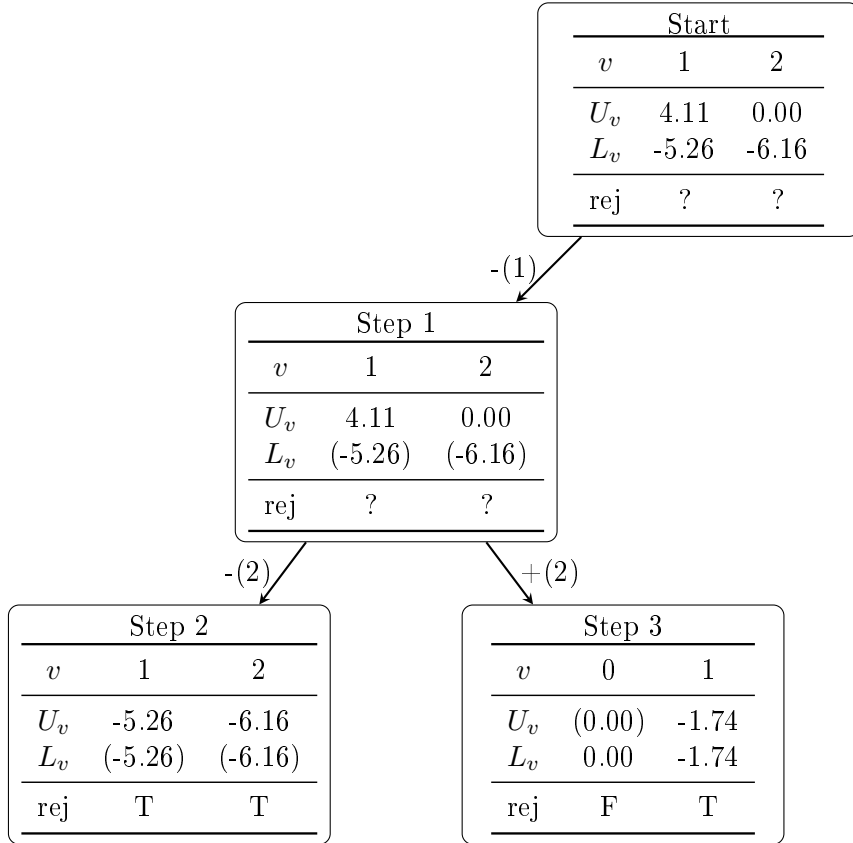 Start
v 1 2
U_v 4.11 0.00
L_v -5.26 -6.16
rej ? ?
-(1)
Step 1
v 1 2
U_v 4.11 0.00
L_v (-5.26) (-6.16)
rej ? ?
-(2) +(2)
Step 2
v 1 2
U_v -5.26 -6.16
L_v (-5.26) (-6.16)
rej T T
Step 3
v 0 1
U_v (0.00) -1.74
L_v 0.00 -1.74
rej F T